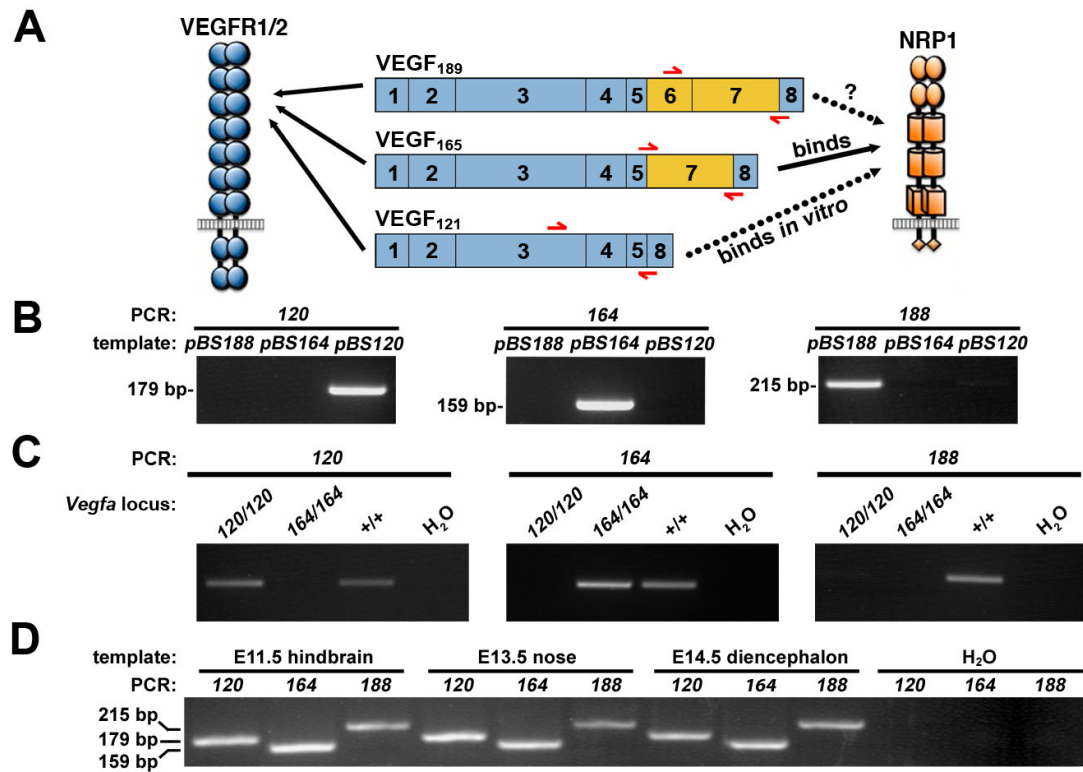 A
VEGFR1/2
NRP1
VEGF189
1 2 3 4 5 6 7 8
?
VEGF165
1 2 3 4 5 7 8
binds
VEGF121
1 2 3 4 5 8
binds in vitro
B
PCR: 120 164 188
template: pBS188 pBS164 pBS120 pBS188 pBS164 pBS120 pBS188 pBS164 pBS120
179 bp- 159 bp- 215 bp-
C
PCR: 120 164 188
Vegfa locus: 120/120 164/164 +/+ H2O 120/120 164/164 +/+ H2O 120/120 164/164 +/+ H2O
D
template: E11.5 hindbrain E13.5 nose E14.5 diencephalon H2O
PCR: 120 164 188 120 164 188 120 164 188 120 164 188
215 bp
179 bp
159 bp